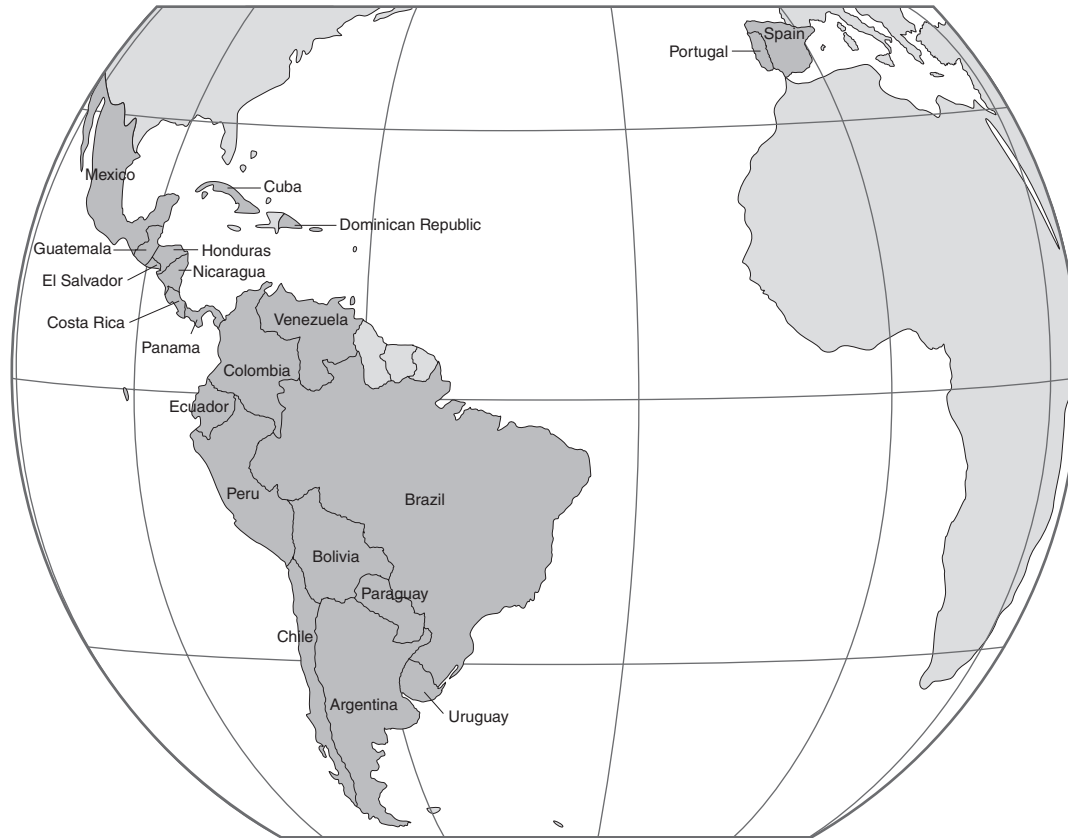 Spain
Portugal
Mexico
Cuba
Dominican Republic
Guatemala
Honduras
El Salvador
Nicaragua
Costa Rica
Venezuela
Panama
Colombia
Ecuador
Peru
Brazil
Bolivia
Paraguay
Chile
Argentina
Uruguay